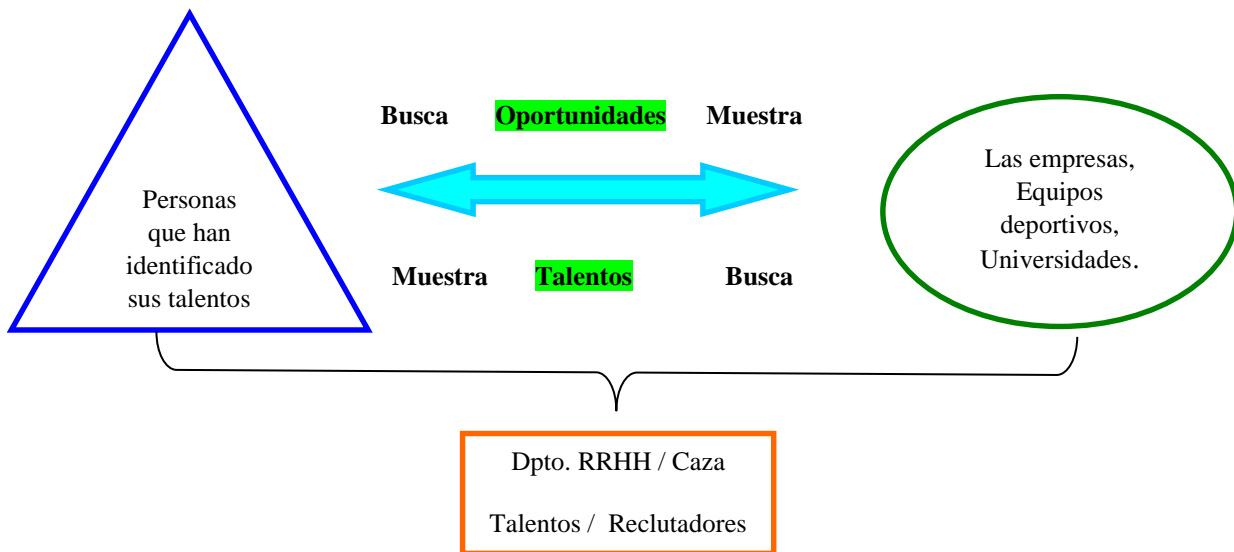 Busca Oportunidades Muestra
Personas
que han
identificado
sus talentos
Las empresas,
Equipos
deportivos,
Universidades.
Muestra Talentos Busca
Dpto. RRHH / Caza
Talentos / Reclutadores